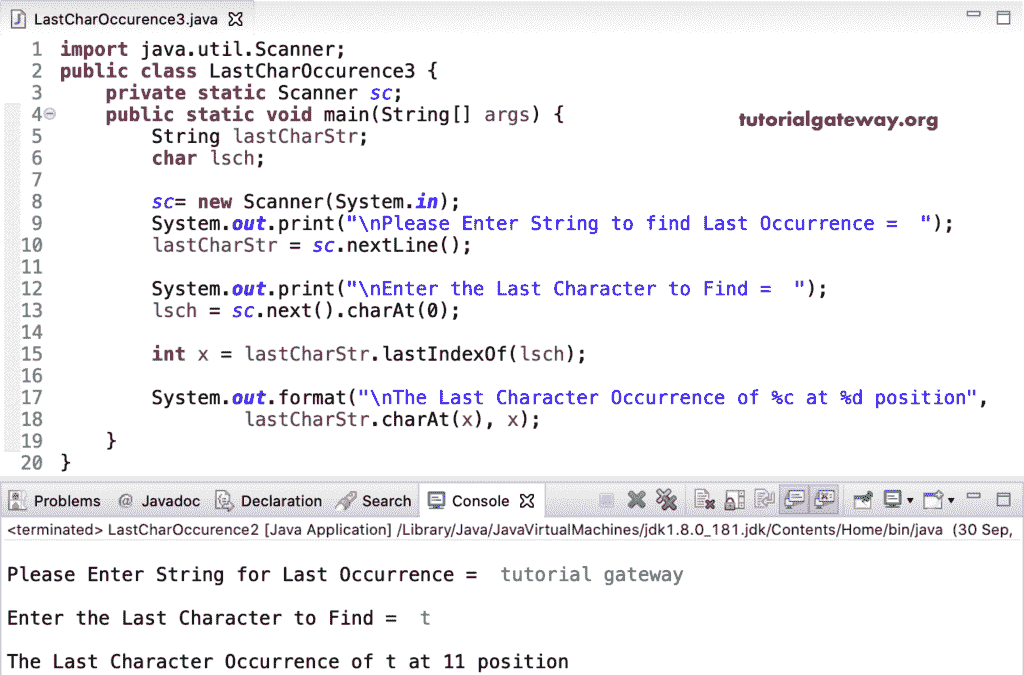 LastCharOccurence3.java
1 import java.util.Scanner;
2 public class LastCharOccurence3 {
3     private static Scanner sc;
4     public static void main(String[] args) {
tutorialgateway.org
5         String lastCharStr;
6         char lsch;
7
8         sc= new Scanner(System.in);
9         System.out.print("\nPlease Enter String to find Last Occurrence =  ");
10         lastCharStr = sc.nextLine();
11
12         System.out.print("\nEnter the Last Character to Find =  ");
13         lsch = sc.next().charAt(0);
14
15         int x = lastCharStr.lastIndexOf(lsch);
16
17         System.out.format("\nThe Last Character Occurrence of %c at %d position",
18                 lastCharStr.charAt(x), x);
19     }
20 }
Problems @ Javadoc Declaration Search Console
<terminated> LastCharOccurence2 [Java Application] /Library/Java/JavaVirtualMachines/jdk1.8.0_181.jdk/Contents/Home/bin/java (30 Sep,
Please Enter String for Last Occurrence =  tutorial gateway
Enter the Last Character to Find =  t
The Last Character Occurrence of t at 11 position